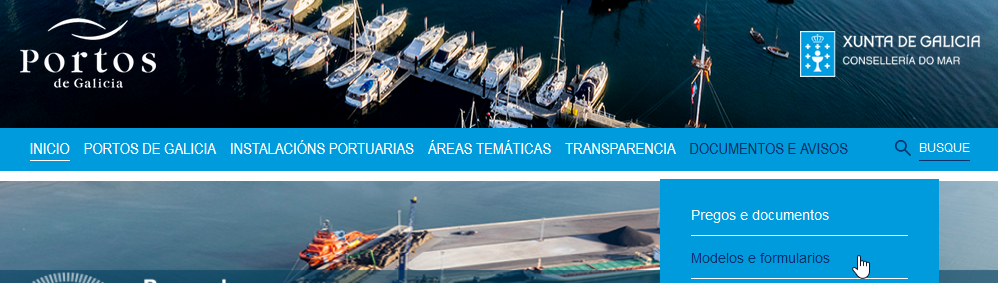 Portos
de Galicia
XUNTA DE GALICIA
CONSELLERÍA DO MAR
INICIO PORTOS DE GALICIA INSTALACIÓNS PORTUARIAS ÁREAS TEMÁTICAS TRANSPARENCIA DOCUMENTOS E AVISOS BUSQUE
Pregos e documentos
Modelos e formularios